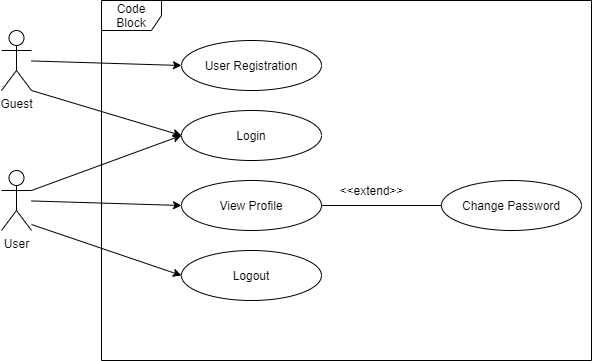 Code
Block
User Registration
Guest
Login
<<extend>>
View Profile
Change Password
User
Logout